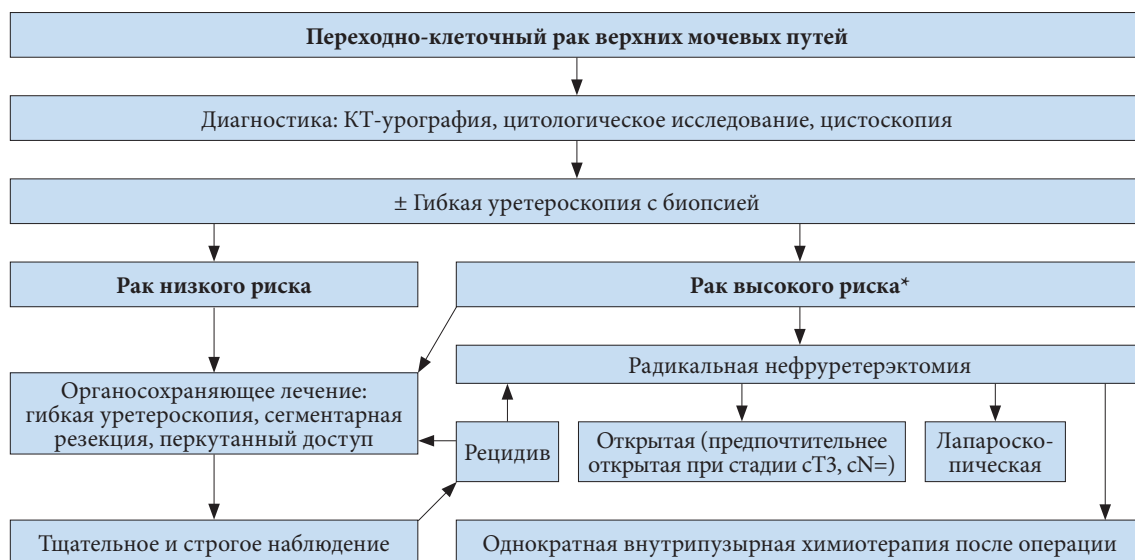 Переходно-клеточный рак верхних мочевых путей
Диагностика: КТ-урография, цитологическое исследование, цистоскопия
± Гибкая уретероскопия с биопсией
Рак низкого риска
Рак высокого риска*
Радикальная нефруретерэктомия
Органосохраняющее лечение:
гибкая уретероскопия, сегментарная
резекция, перкутанный доступ
Рецидив
Открытая (предпочтительнее
открытая при стадии cT3, cN=)
Лапароско-
пическая
Тщательное и строгое наблюдение
Однократная внутрипузырная химиотерапия после операции